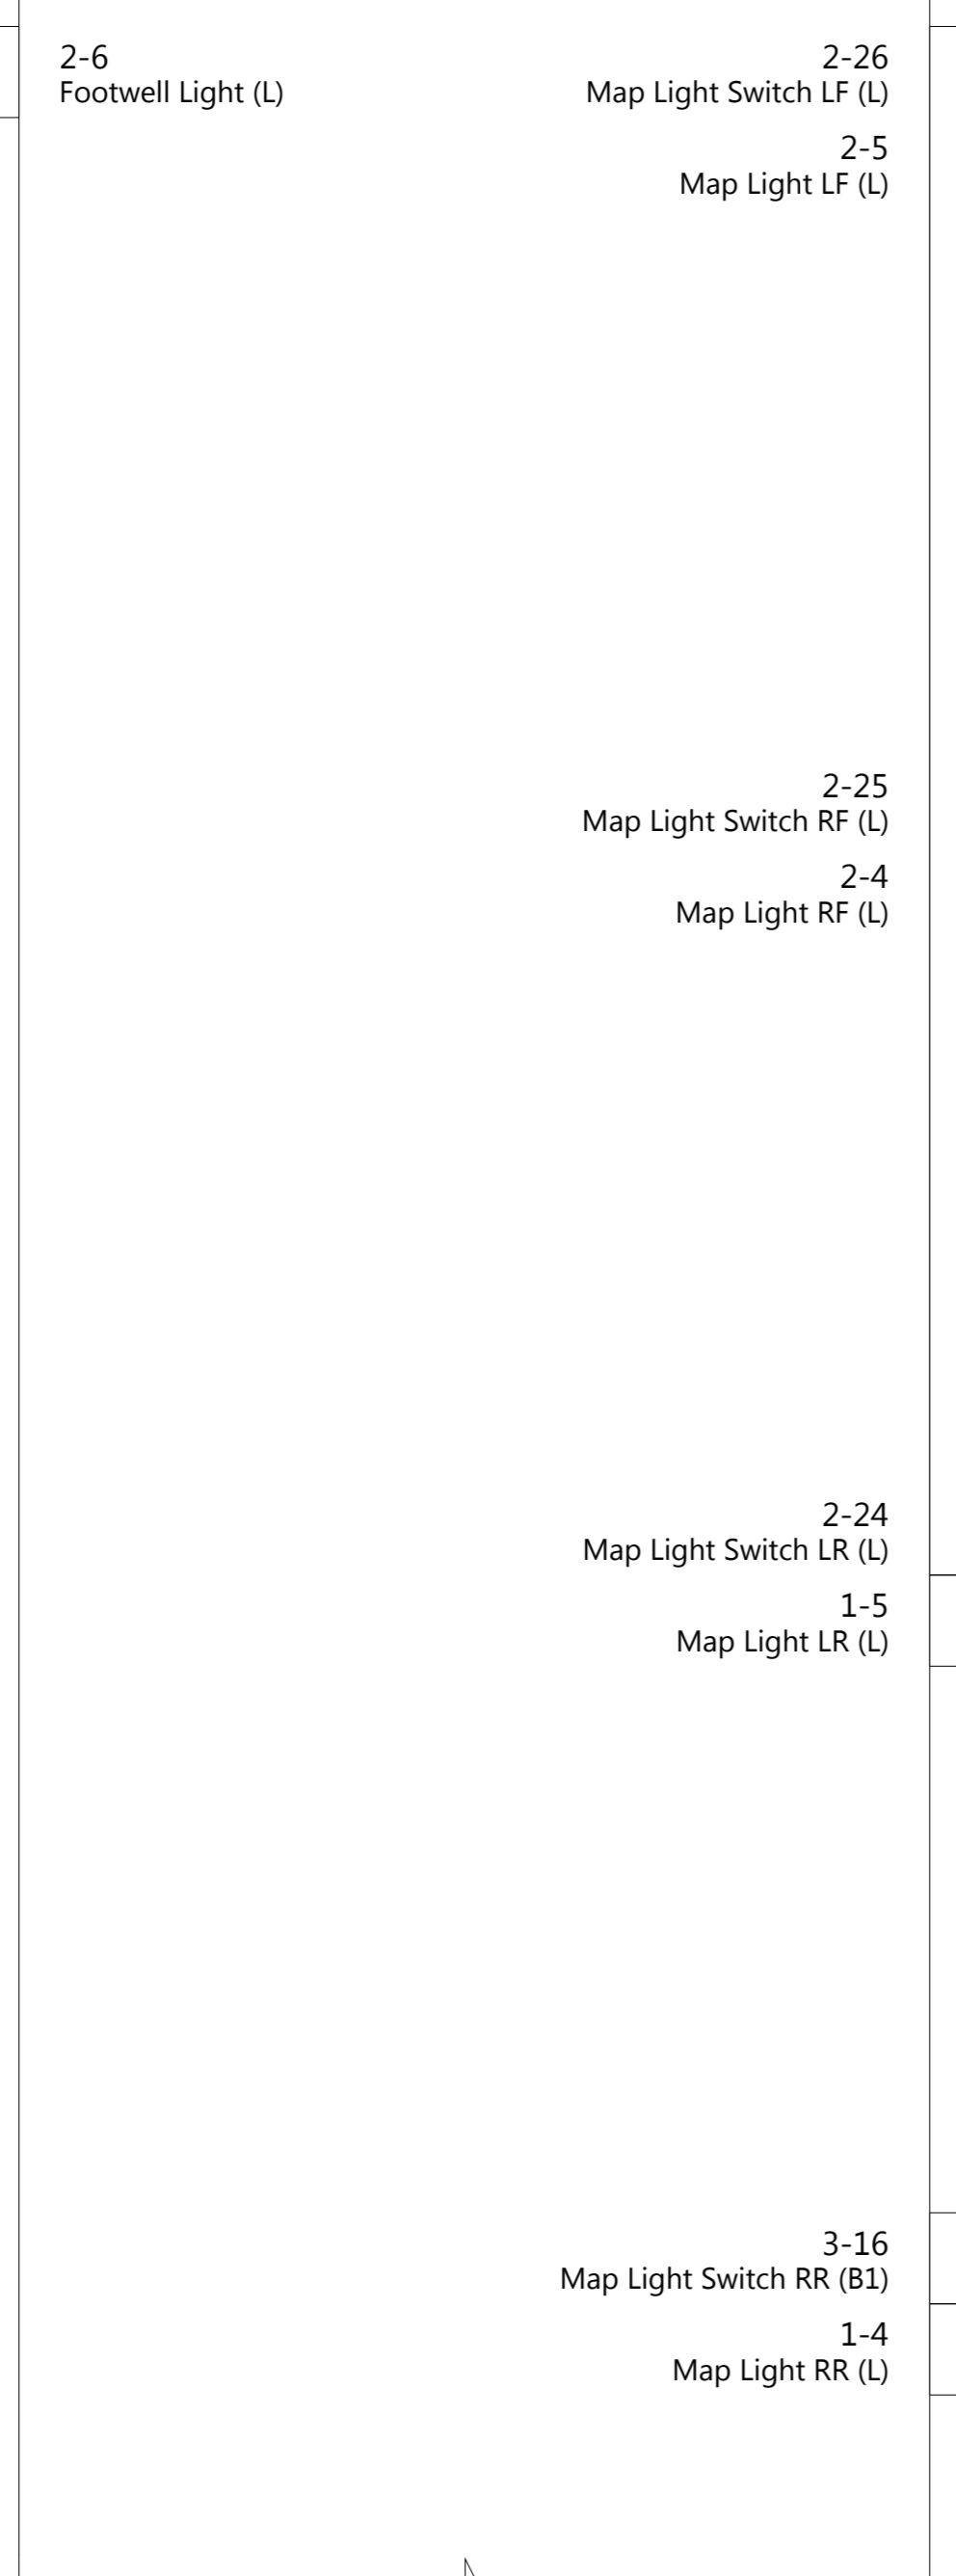 2-6
Footwell Light (L)
2-26
Map Light Switch LF (L)
2-5
Map Light LF (L)
2-25
Map Light Switch RF (L)
2-4
Map Light RF (L)
2-24
Map Light Switch LR (L)
1-5
Map Light LR (L)
3-16
Map Light Switch RR (B1)
1-4
Map Light RR (L)